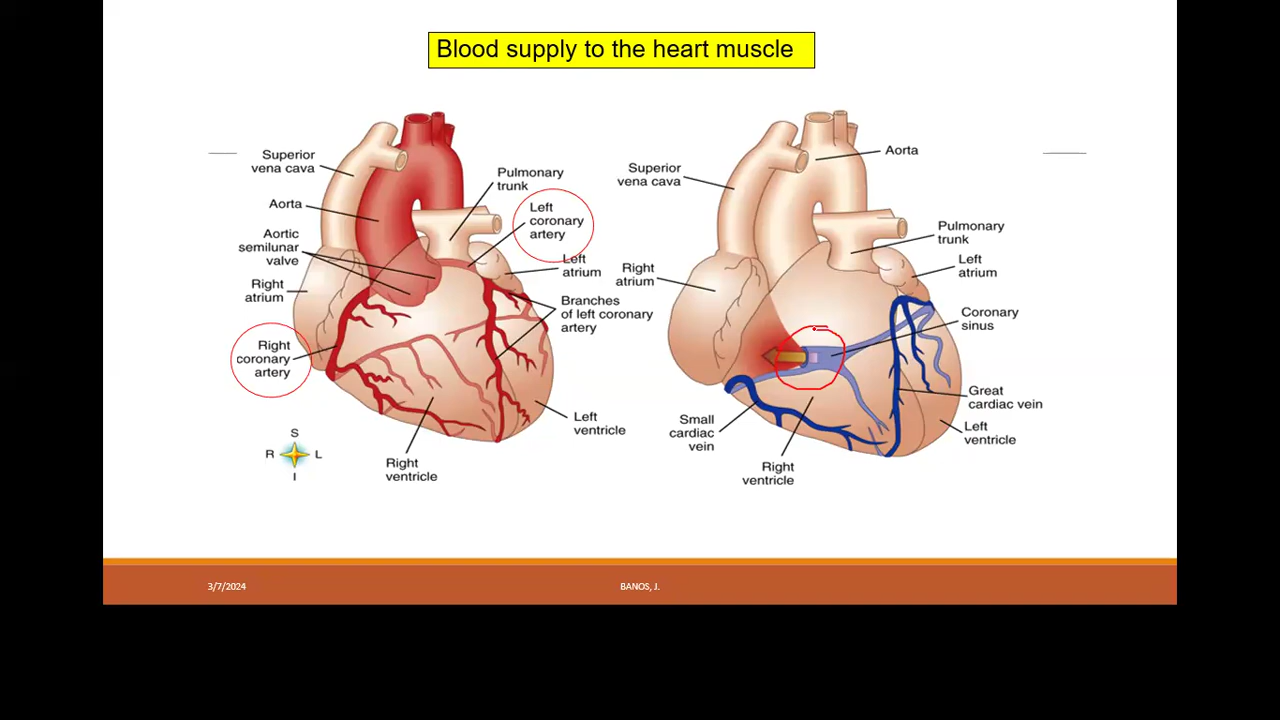 Blood supply to the heart muscle
Superior
vena cava
Aorta
Aortic
semilunar
valve
Right
atrium
Right
coronary
artery
Pulmonary
trunk
Left
coronary
artery
Left
atrium
Branches
of left coronary
artery
Left
ventricle
Right
ventricle
S
R L
I
Superior
vena cava
Aorta
Right
atrium
Pulmonary
trunk
Left
atrium
Coronary
sinus
Great
cardiac vein
Left
ventricle
Small
cardiac
vein
Right
ventricle
3/7/2024
BANOS, J.